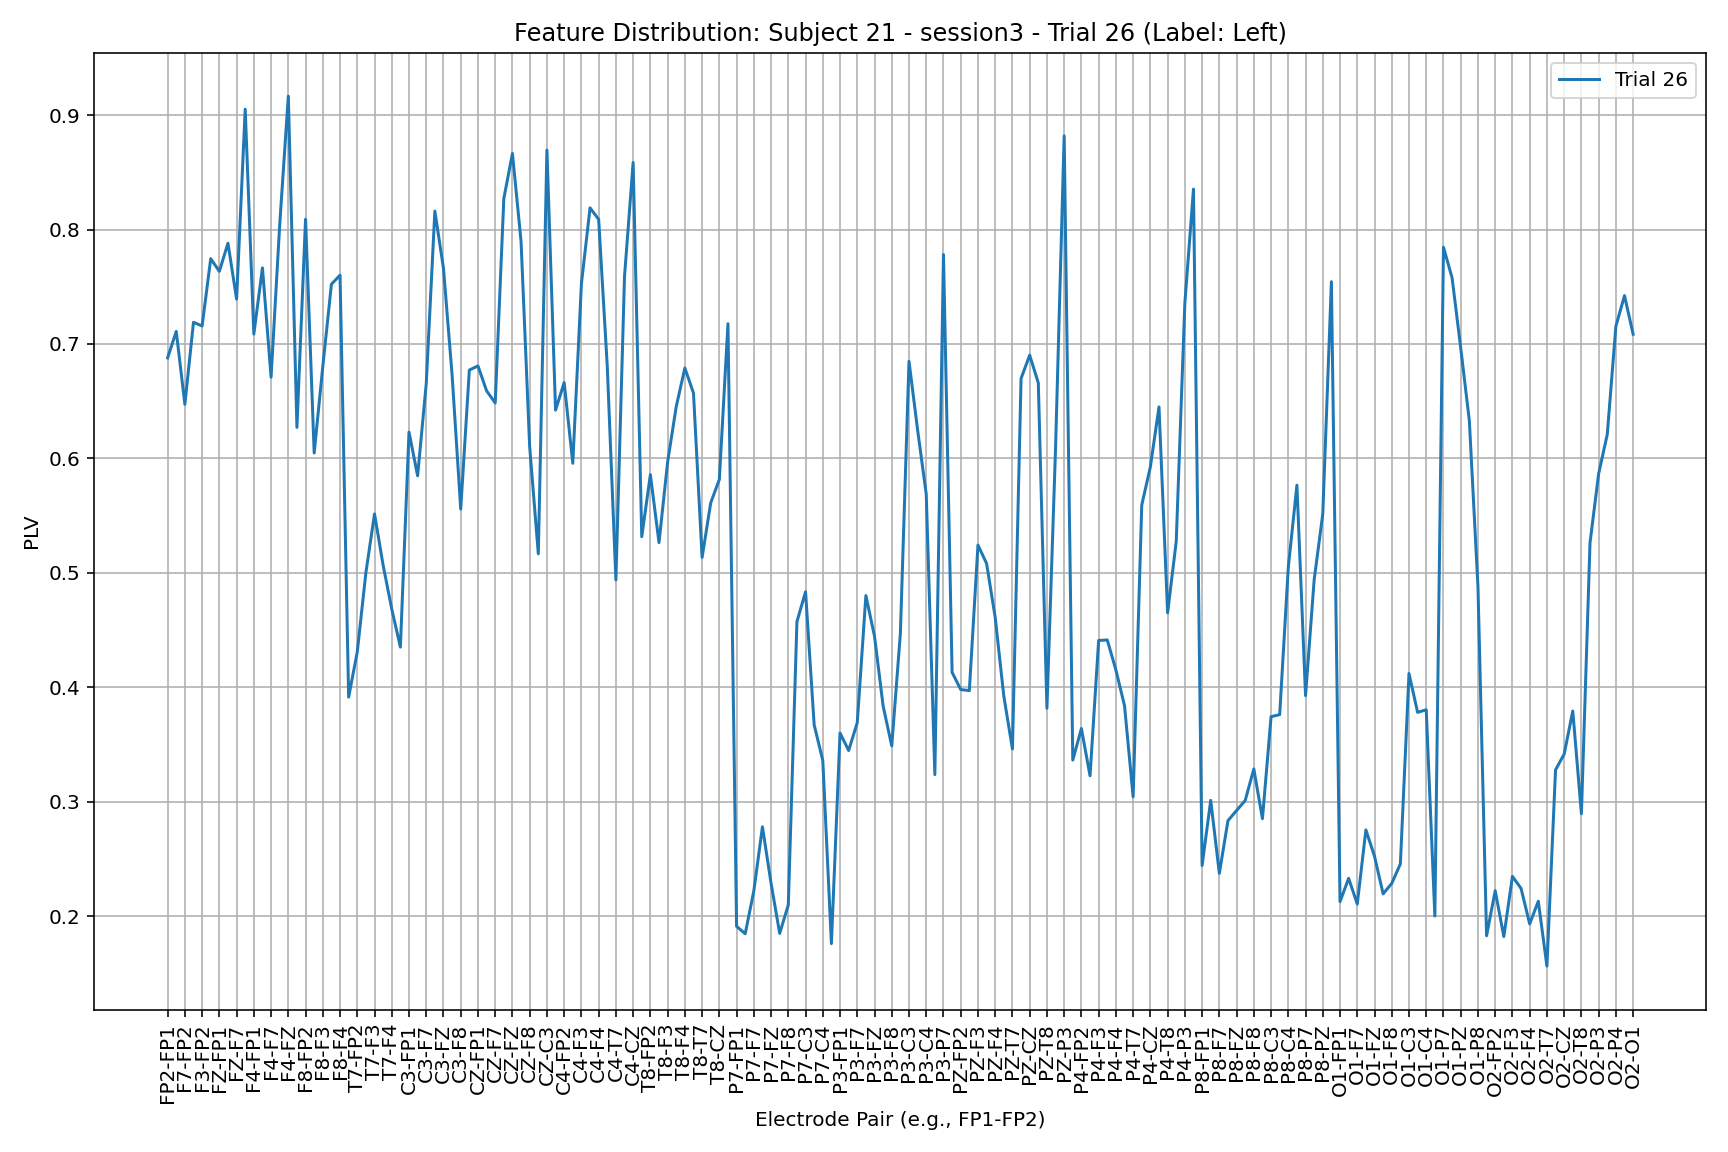 Feature Distribution: Subject 21 - session3 - Trial 26 (Label: Left)
Trial 26
PLV
0.9
0.8
0.7
0.6
0.5
0.4
0.3
0.2
FP2-FP1
F7-FP2
F3-FP2
FZ-FP1
FZ-F7
F4-FP1
F4-F7
F4-FZ
F8-FP2
F8-F3
F8-F4
T7-FP2
T7-F3
T7-F4
C3-FP1
C3-F7
C3-FZ
C3-F8
CZ-FP1
CZ-F7
CZ-FZ
CZ-F8
CZ-C3
C4-FP2
C4-F3
C4-F4
C4-T7
C4-CZ
T8-FP2
T8-F3
T8-F4
T8-T7
T8-CZ
P7-FP1
P7-F7
P7-FZ
P7-F8
P7-C3
P7-C4
P3-FP1
P3-F7
P3-FZ
P3-F8
P3-C3
P3-C4
P3-P7
PZ-FP2
PZ-F3
PZ-F4
PZ-T7
PZ-CZ
PZ-T8
PZ-P3
P4-FP2
P4-F3
P4-F4
P4-T7
P4-CZ
P4-T8
P4-P3
P8-FP1
P8-F7
P8-FZ
P8-F8
P8-C3
P8-C4
P8-P7
P8-PZ
O1-FP1
O1-F7
O1-FZ
O1-F8
O1-C3
O1-C4
O1-P7
O1-PZ
O1-P8
O2-FP2
O2-F3
O2-F4
O2-T7
O2-CZ
O2-T8
O2-P3
O2-P4
O2-O1
Electrode Pair (e.g., FP1-FP2)